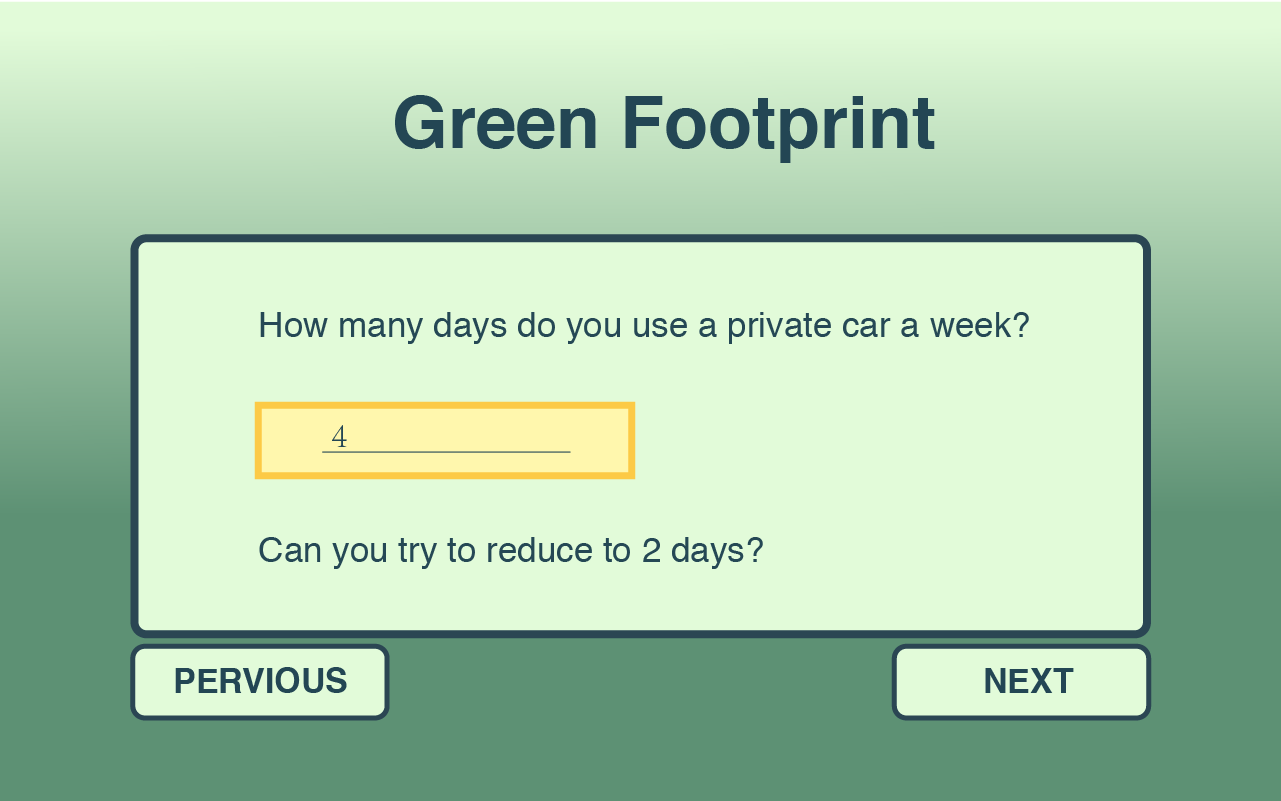 Green Footprint
How many days do you use a private car a week?
4
Can you try to reduce to 2 days?
PERVIOUS
NEXT